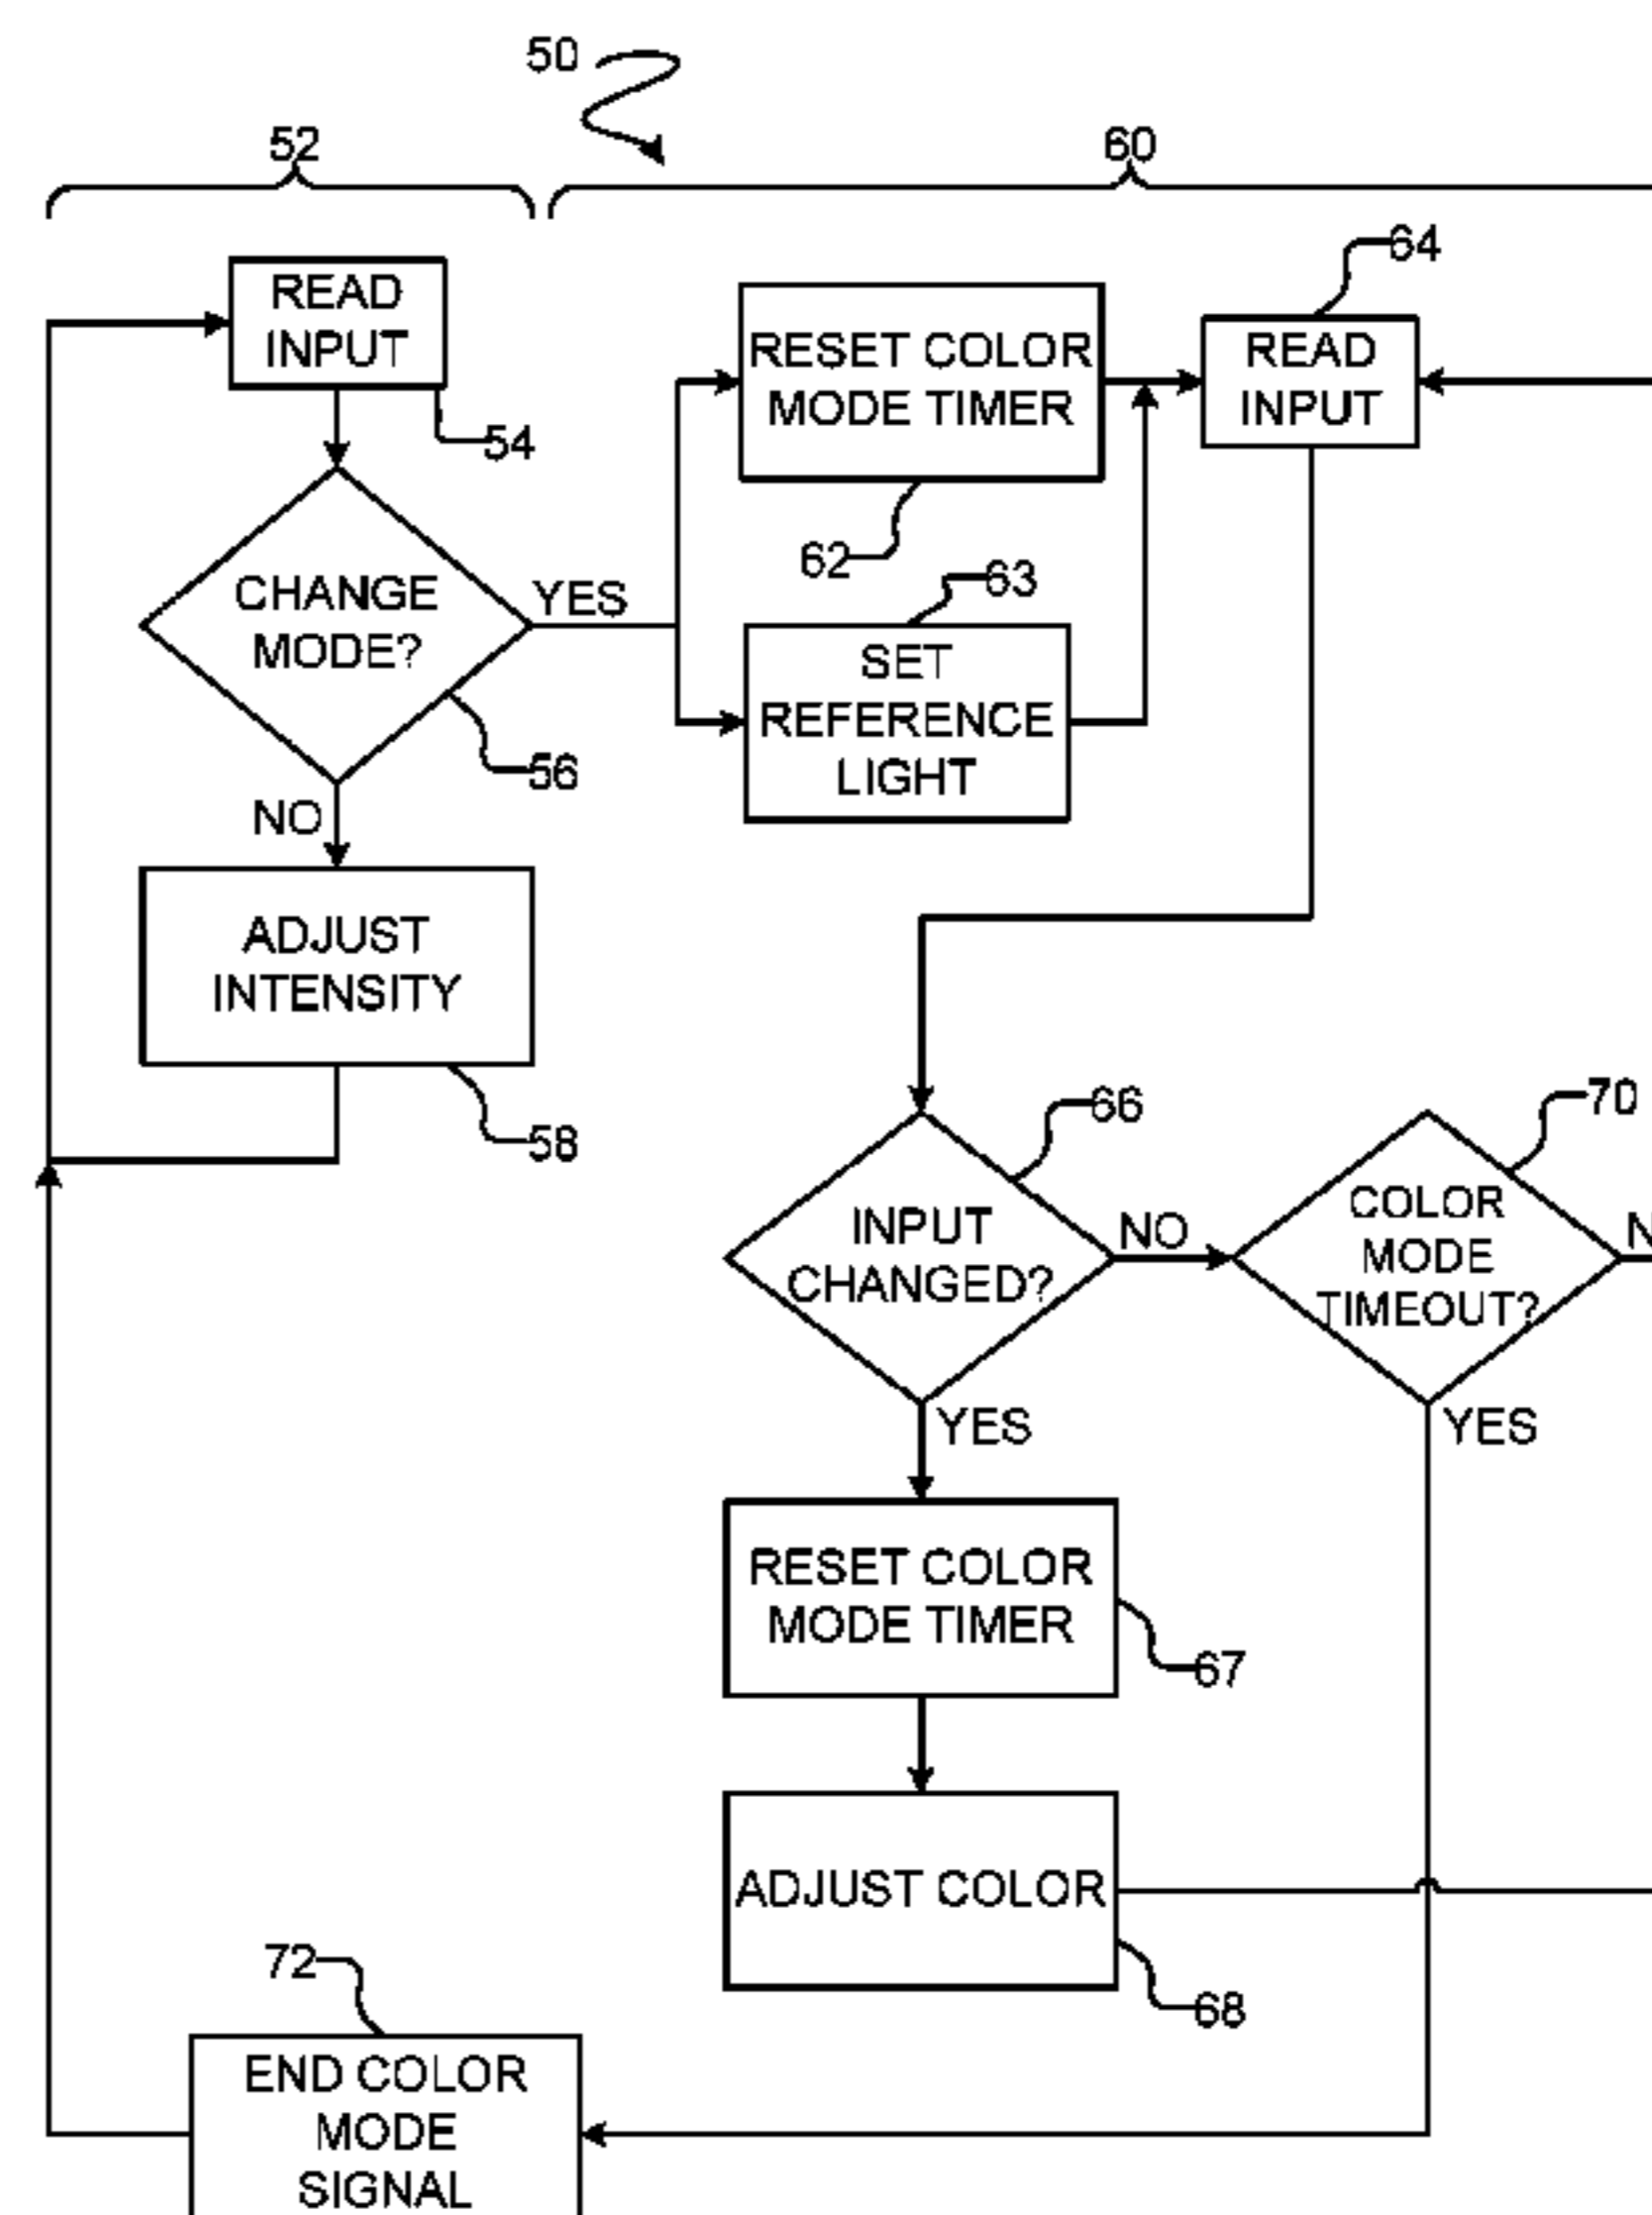 50
52
60
READ
INPUT
54
CHANGE
MODE?
56
YES
NO
ADJUST
INTENSITY
58
RESET COLOR
MODE TIMER
62
63
SET
REFERENCE
LIGHT
64
READ
INPUT
66
INPUT
CHANGED?
NO
YES
70
COLOR
MODE
TIMEOUT?
N
YES
RESET COLOR
MODE TIMER
67
ADJUST COLOR
68
72
END COLOR
MODE
SIGNAL